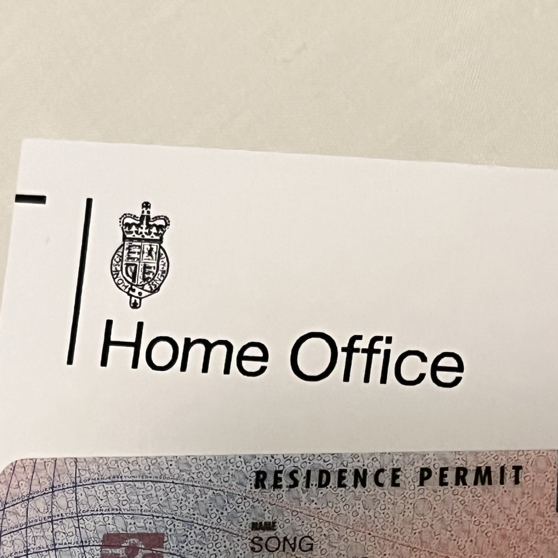 Home Office
RESIDENCE PERMIT
NAME
SONG